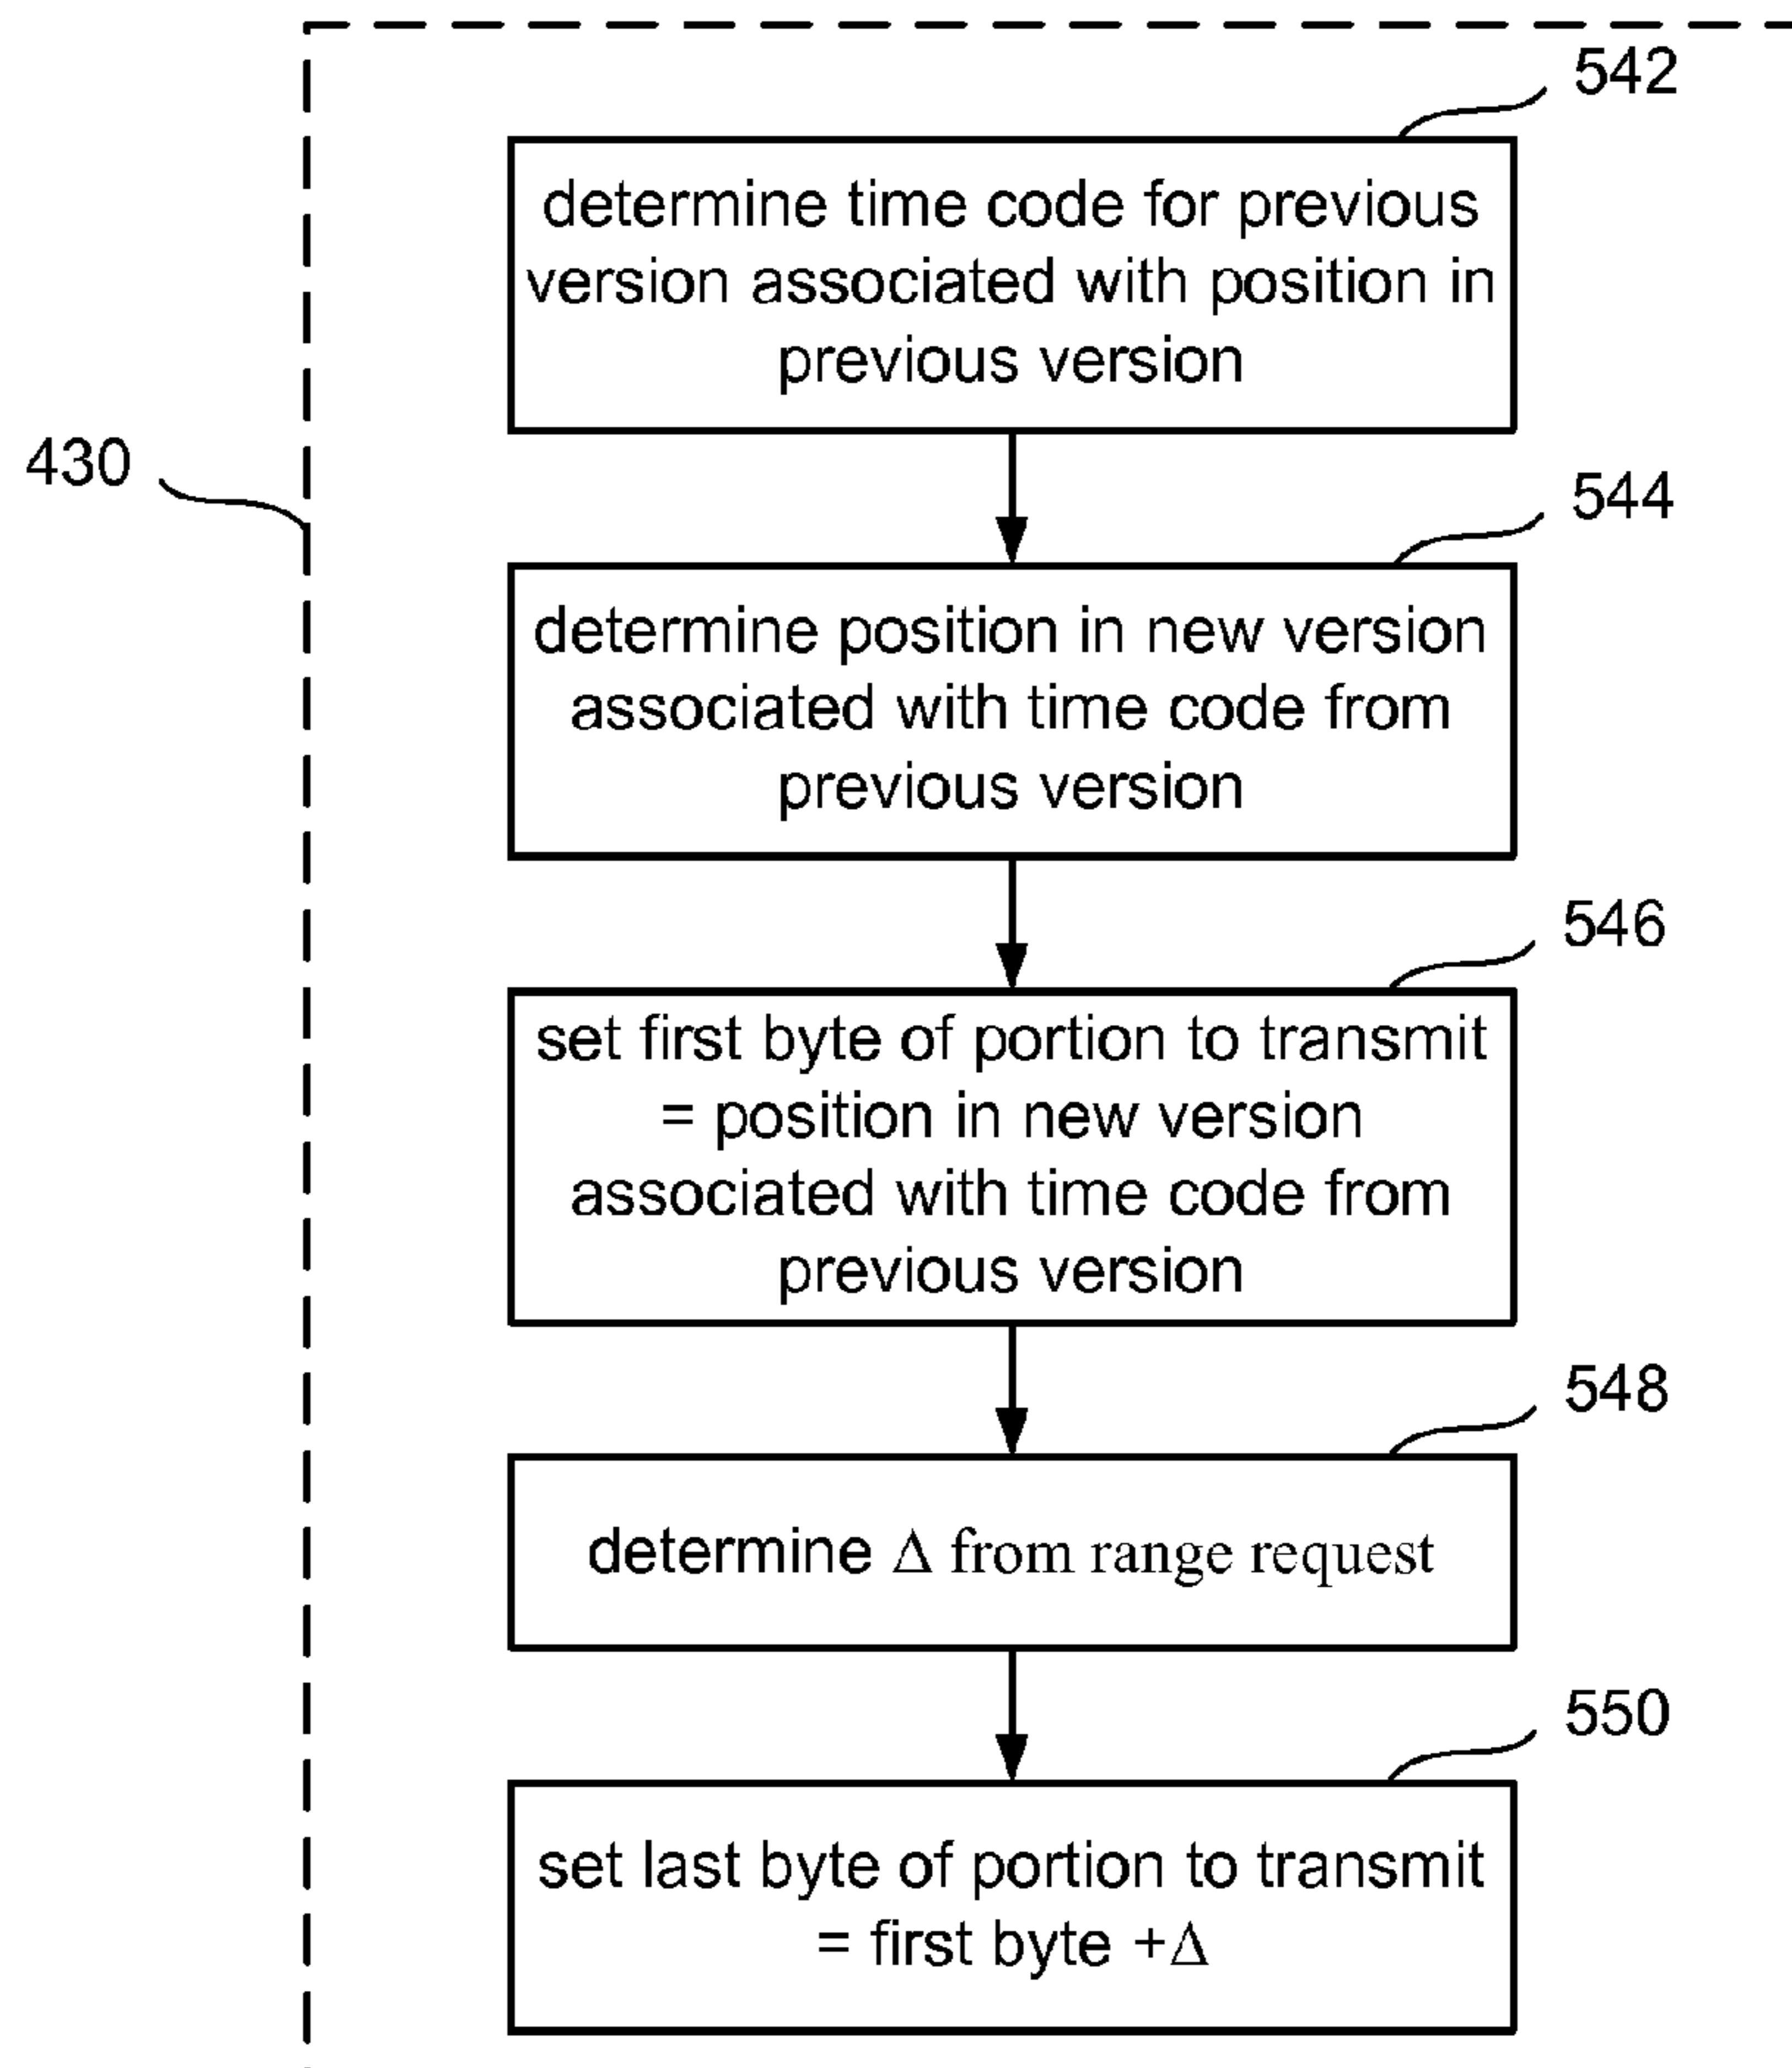 542
determine time code for previous
version associated with position in
previous version
430
544
determine position in new version
associated with time code from
previous version
546
set first byte of portion to transmit
= position in new version
associated with time code from
previous version
548
determine Δ from range request
550
set last byte of portion to transmit
= first byte +Δ